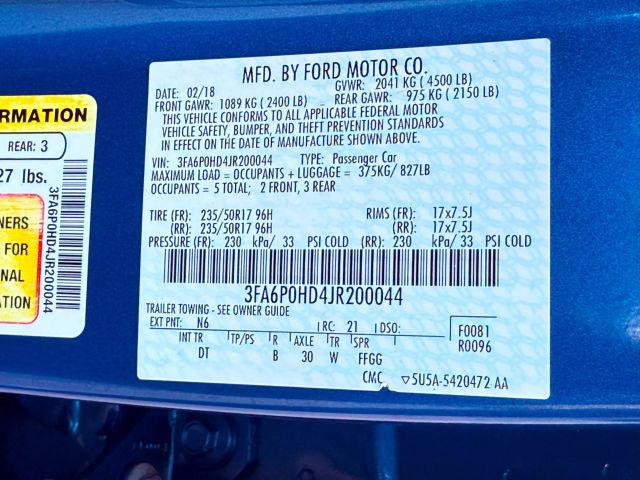 MFD. BY FORD MOTOR CO.
DATE: 02/18 GVWR: 2041 KG ( 4500 LB)
FRONT GAWR: 1089 KG ( 2400 LB) REAR GAWR: 975 KG ( 2150 LB)
THIS VEHICLE CONFORMS TO ALL APPLICABLE FEDERAL MOTOR
VEHICLE SAFETY, BUMPER, AND THEFT PREVENTION STANDARDS
IN EFFECT ON THE DATE OF MANUFACTURE SHOWN ABOVE.
VIN: 3FA6P0HD4JR200044 TYPE: Passenger Car
MAXIMUM LOAD = OCCUPANTS + LUGGAGE = 375KG/ 827LB
OCCUPANTS = 5 TOTAL; 2 FRONT, 3 REAR
TIRE (FR): 235/50R17 96H RIMS (FR): 17x7.5J
(RR): 235/50R17 96H (RR): 17x7.5J
PRESSURE (FR): 230 kPa/ 33 PSI COLD (RR): 230 kPa/ 33 PSI COLD
3FA6P0HD4JR200044
TRAILER TOWING - SEE OWNER GUIDE
EXT PNT: N6 RC: 21 DSO: F0081
INT TR TP/PS R AXLE TR SPR R0096
DT B 30 W FFGG
CMC ▽5U5A-5420472 AA
ORMATION
REAR: 3
27 lbs.
NERS
FOR
NAL
ATION
3FA6P0HD4JR200044